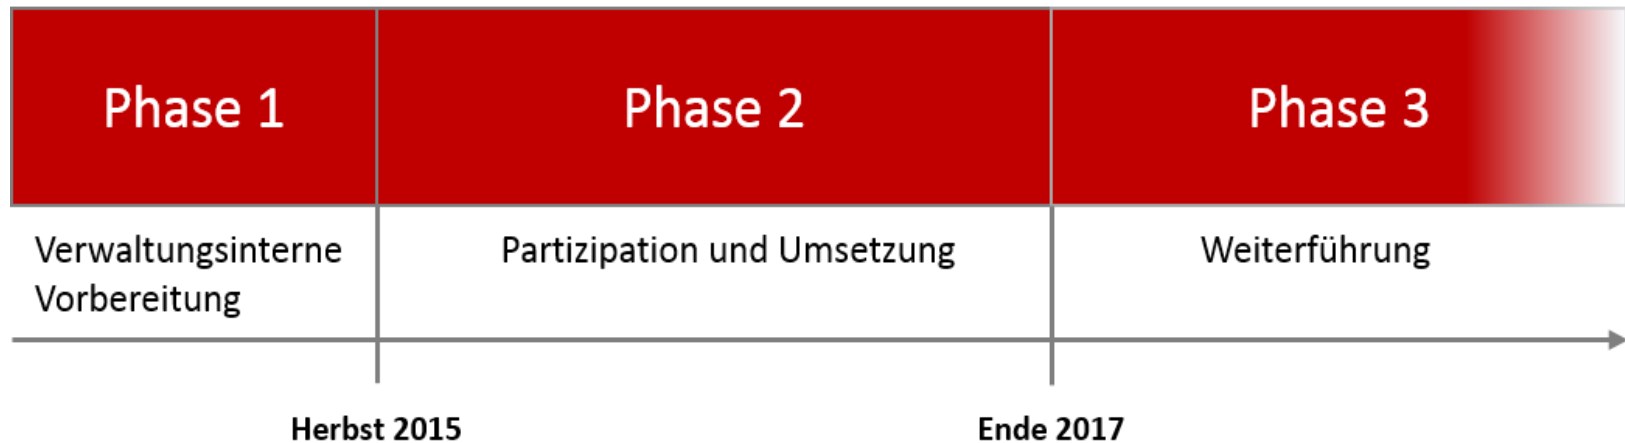 Phase 1
Phase 2
Phase 3
Verwaltungsinterne
Vorbereitung
Partizipation und Umsetzung
Weiterführung
Herbst 2015
Ende 2017